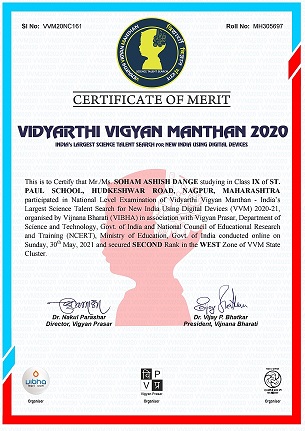 Sl No: VVM20NC161 Roll No: MH305697
VIDYARTHI VIGYAN MANTHAN
SCIENCE TALENT SEARCH
CERTIFICATE OF MERIT
VIDYARTHI VIGYAN MANTHAN 2020
INDIA'S LARGEST SCIENCE TALENT SEARCH FOR NEW INDIA USING DIGITAL DEVICES
This is to Certify that Mr./Ms. SOHAM ASHISH DANGE studying in Class IX of ST.
PAUL SCHOOL, HUDKESHWAR ROAD, NAGPUR, MAHARASHTRA
participated in National Level Examination of Vidyarthi Vigyan Manthan - India's
Largest Science Talent Search for New India Using Digital Devices (VVM) 2020-21,
organised by Vijnana Bharati (VIBHA) in association with Vigyan Prasar, Department of
Science and Technology, Govt. of India and National Council of Educational Research
and Training (NCERT), Ministry of Education, Govt. of India conducted online on
Sunday, 30th May, 2021 and secured SECOND Rank in the WEST Zone of VVM State
Cluster.
Dr. Nakul Parashar Dr. Vijay P. Bhatkar
Director, Vigyan Prasar President, Vijnana Bharati
vibha
वि P
V प्र
Vigyan Prasar
Organiser Organiser Organiser